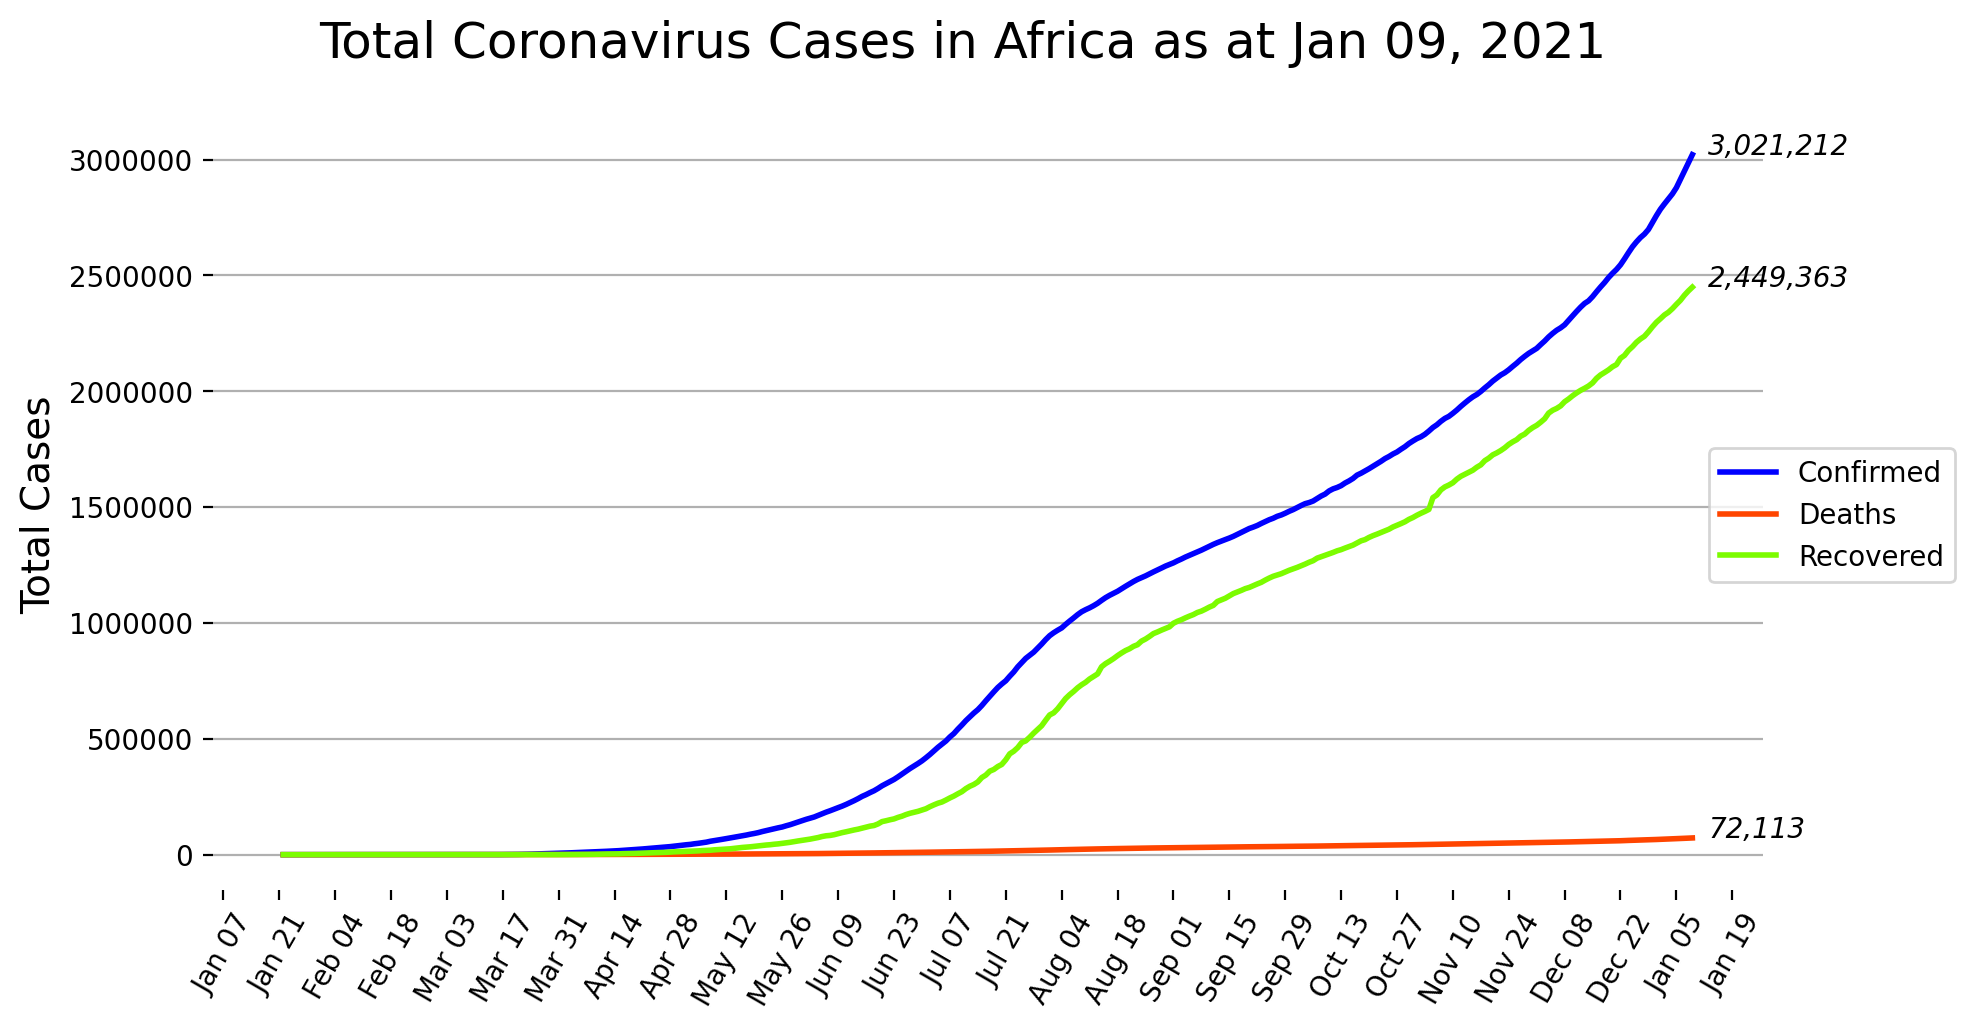 Total Coronavirus Cases in Africa as at Jan 09, 2021
Total Cases
3000000
2500000
2000000
1500000
1000000
500000
0
3,021,212
2,449,363
72,113
Confirmed
Deaths
Recovered
Jan 07
Jan 21
Feb 04
Feb 18
Mar 03
Mar 17
Mar 31
Apr 14
Apr 28
May 12
May 26
Jun 09
Jun 23
Jul 07
Jul 21
Aug 04
Aug 18
Sep 01
Sep 15
Sep 29
Oct 13
Oct 27
Nov 10
Nov 24
Dec 08
Dec 22
Jan 05
Jan 19